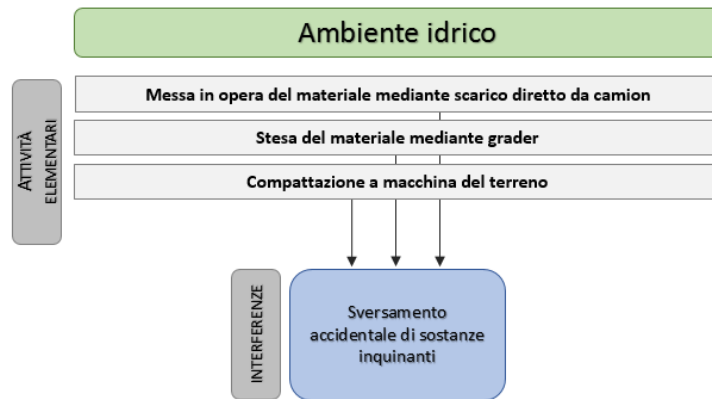 Ambiente idrico
ATTIVITÀ
ELEMENTARI
Messa in opera del materiale mediante scarico diretto da camion
Stesa del materiale mediante grader
Compattazione a macchina del terreno
INTERFERENZE
Sversamento
accidentale di sostanze
inquinanti